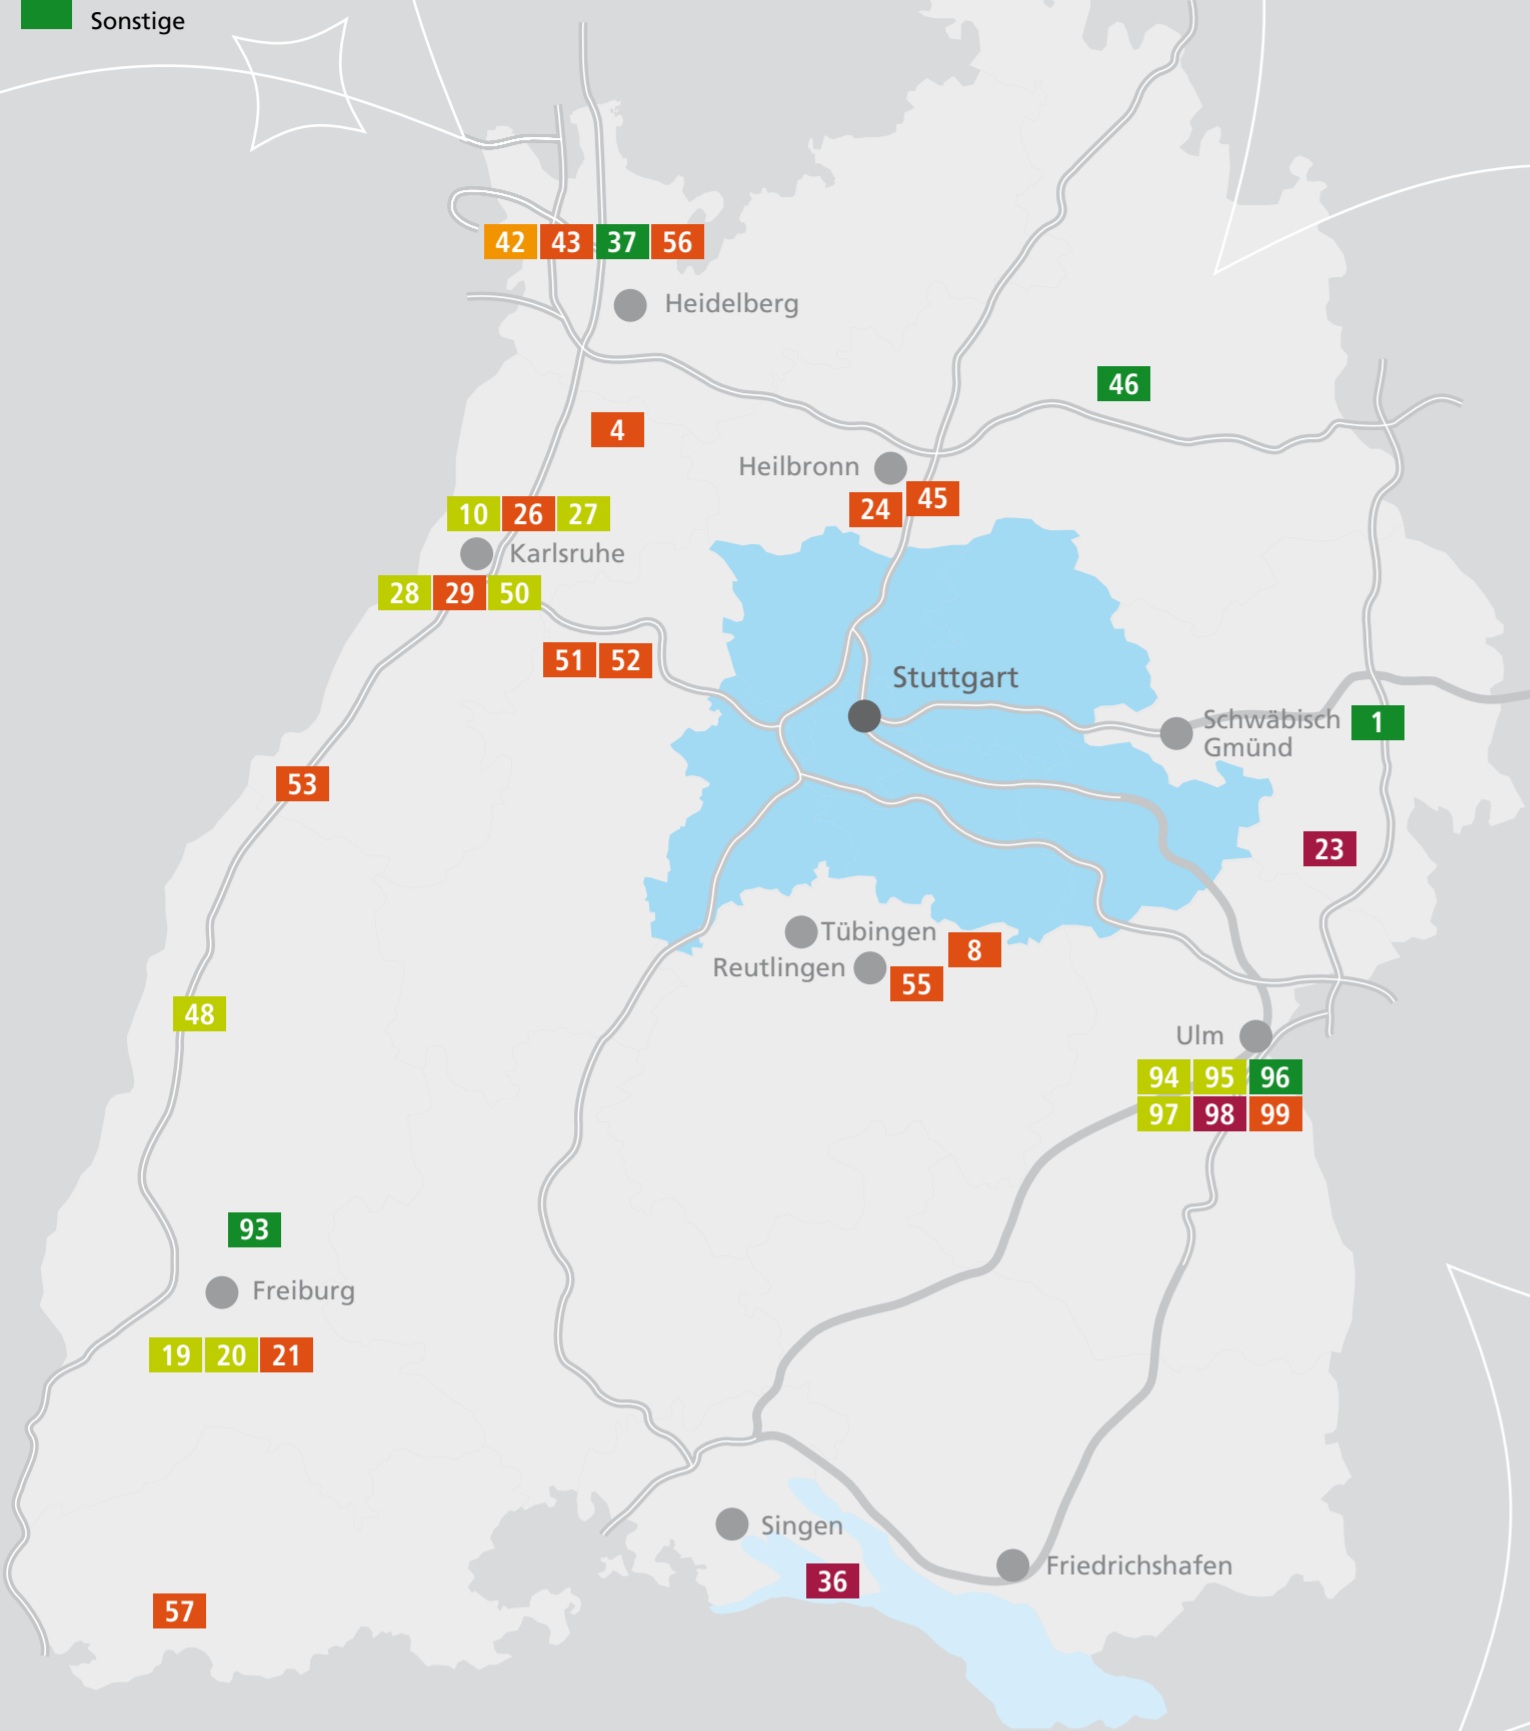 Sonstige
42 43 37 56
Heidelberg
46
4
Heilbronn
24 45
10 26 27
Karlsruhe
28 29 50
51 52
Stuttgart
Schwäbisch
Gmünd
1
53
23
Tübingen
8
Reutlingen
55
48
Ulm
94 95 96
97 98 99
93
Freiburg
19 20 21
Singen
Friedrichshafen
36
57